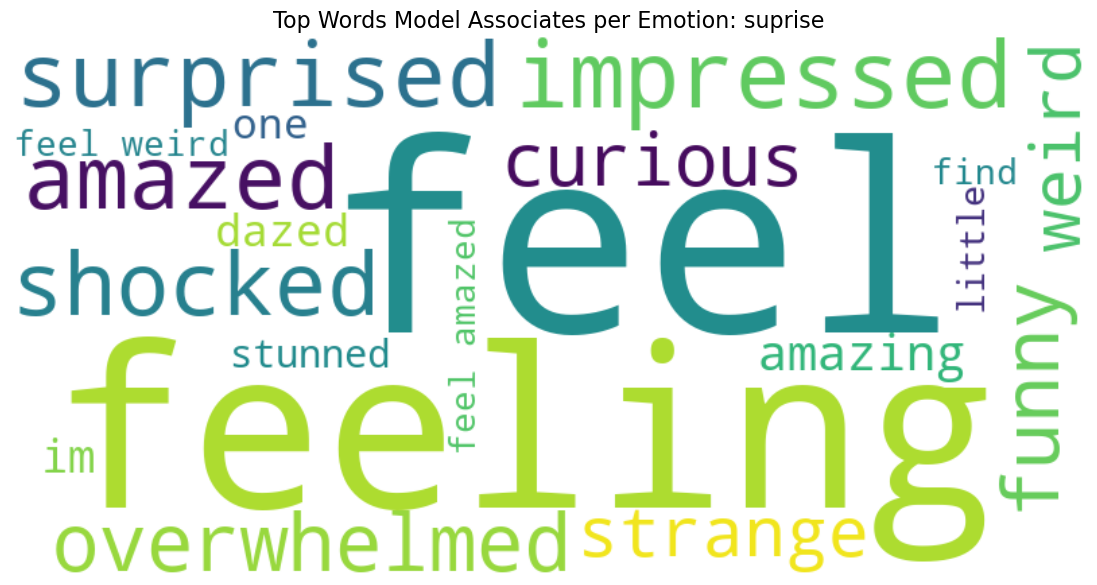 Top Words Model Associates per Emotion: suprise
surprised
impressed
weird
feel weird
one
amazed
curious
feel
find
dazed
little
shocked
feel amazed
funny
stunned
amazing
feeling
im
overwhelmed
strange